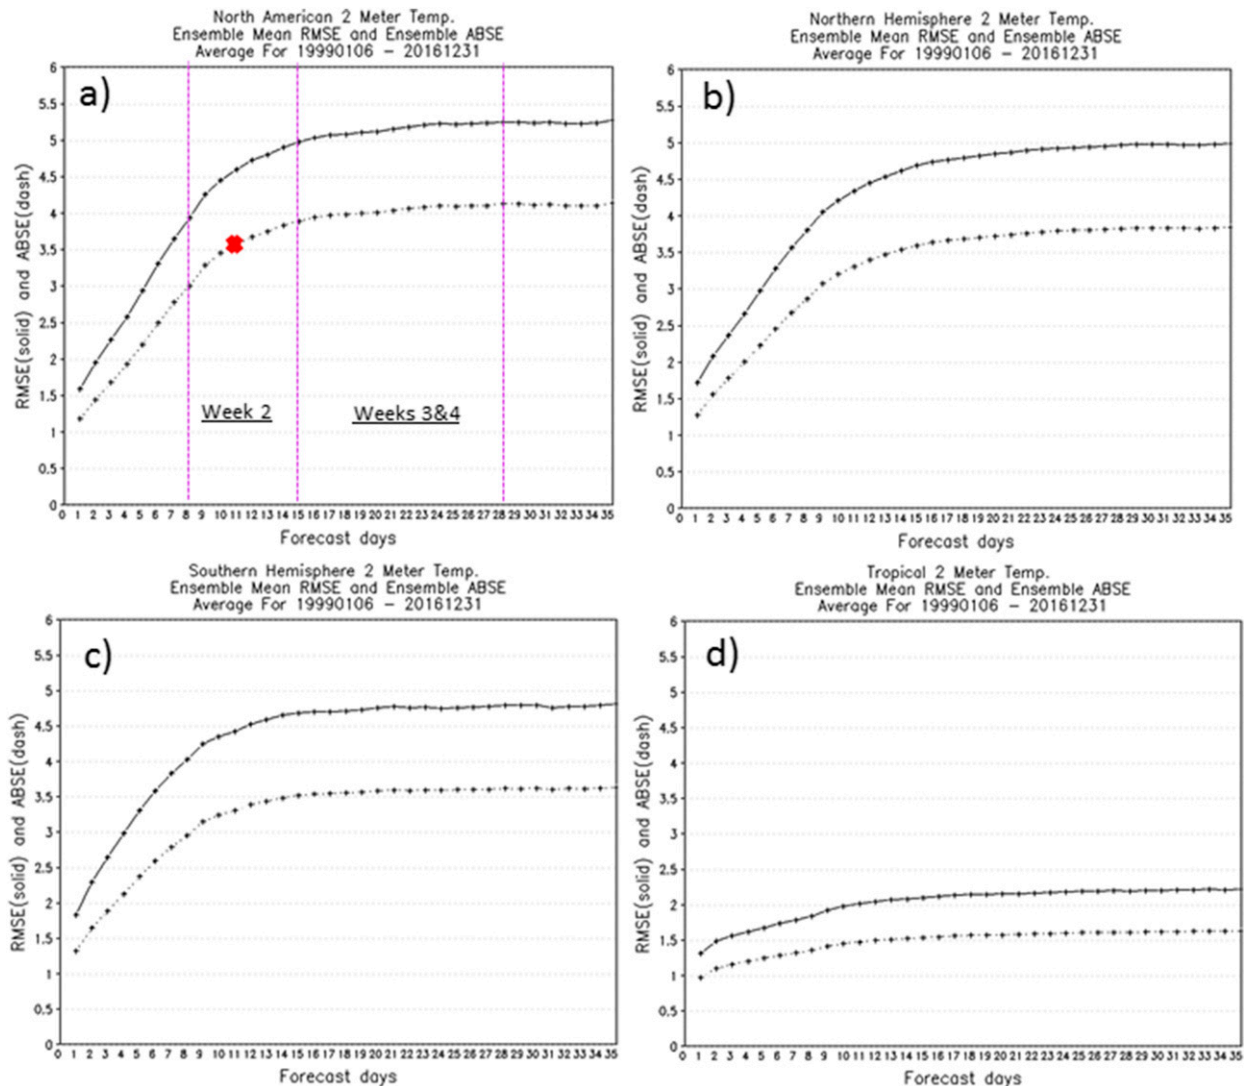 North American 2 Meter Temp.
Ensemble Mean RMSE and Ensemble ABSE
Average For 19990106 – 20161231
a)
RMSE(solid) and ABSE(dash)
6
5.5
5
4.5
4
3.5
3
2.5
2
1.5
1
0.5
0
Week 2
Weeks 3&4
0 1 2 3 4 5 6 7 8 9 10 11 12 13 14 15 16 17 18 19 20 21 22 23 24 25 26 27 28 29 30 31 32 33 34 35
Forecast days
Northern Hemisphere 2 Meter Temp.
Ensemble Mean RMSE and Ensemble ABSE
Average For 19990106 – 20161231
b)
RMSE(solid) and ABSE(dash)
6
5.5
5
4.5
4
3.5
3
2.5
2
1.5
1
0.5
0
0 1 2 3 4 5 6 7 8 9 10 11 12 13 14 15 16 17 18 19 20 21 22 23 24 25 26 27 28 29 30 31 32 33 34 35
Forecast days
Southern Hemisphere 2 Meter Temp.
Ensemble Mean RMSE and Ensemble ABSE
Average For 19990106 – 20161231
c)
RMSE(solid) and ABSE(dash)
6
5.5
5
4.5
4
3.5
3
2.5
2
1.5
1
0.5
0
0 1 2 3 4 5 6 7 8 9 10 11 12 13 14 15 16 17 18 19 20 21 22 23 24 25 26 27 28 29 30 31 32 33 34 35
Forecast days
Tropical 2 Meter Temp.
Ensemble Mean RMSE and Ensemble ABSE
Average For 19990106 – 20161231
d)
RMSE(solid) and ABSE(dash)
6
5.5
5
4.5
4
3.5
3
2.5
2
1.5
1
0.5
0
0 1 2 3 4 5 6 7 8 9 10 11 12 13 14 15 16 17 18 19 20 21 22 23 24 25 26 27 28 29 30 31 32 33 34 35
Forecast days